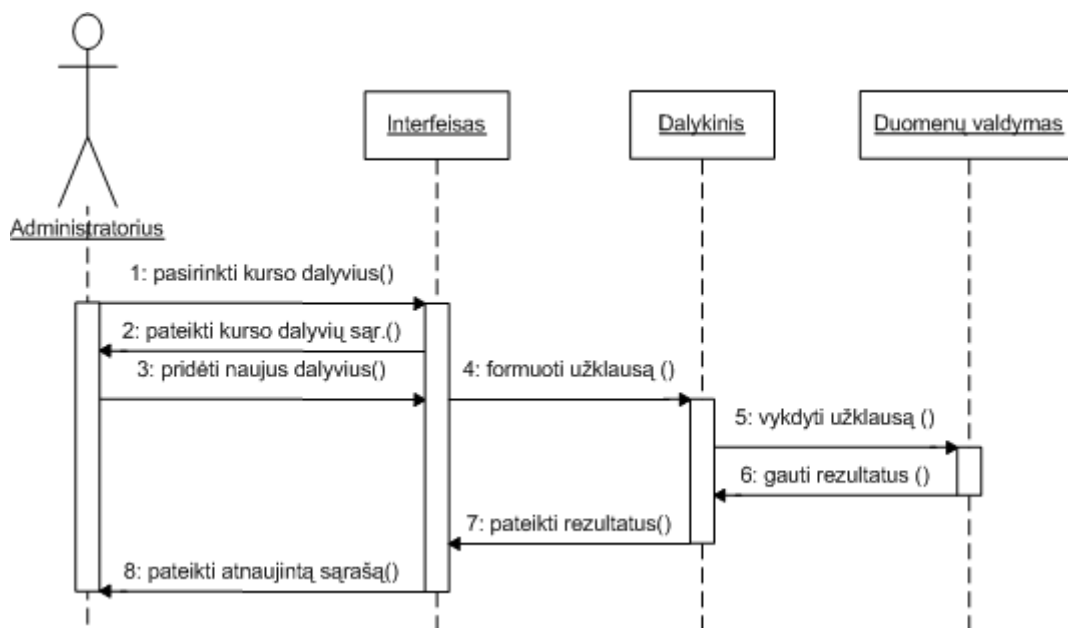 Interfeisas
Dalykinis
Duomenų valdymas
Administratorius
1: pasirinkti kurso dalyvius()
2: pateikti kurso dalyvių sąr.()
3: pridėti naujus dalyvius()
4: formuoti užklausą ()
5: vykdyti užklausą ()
6: gauti rezultatus ()
7: pateikti rezultatus()
8: pateikti atnaujintą sąrašą()